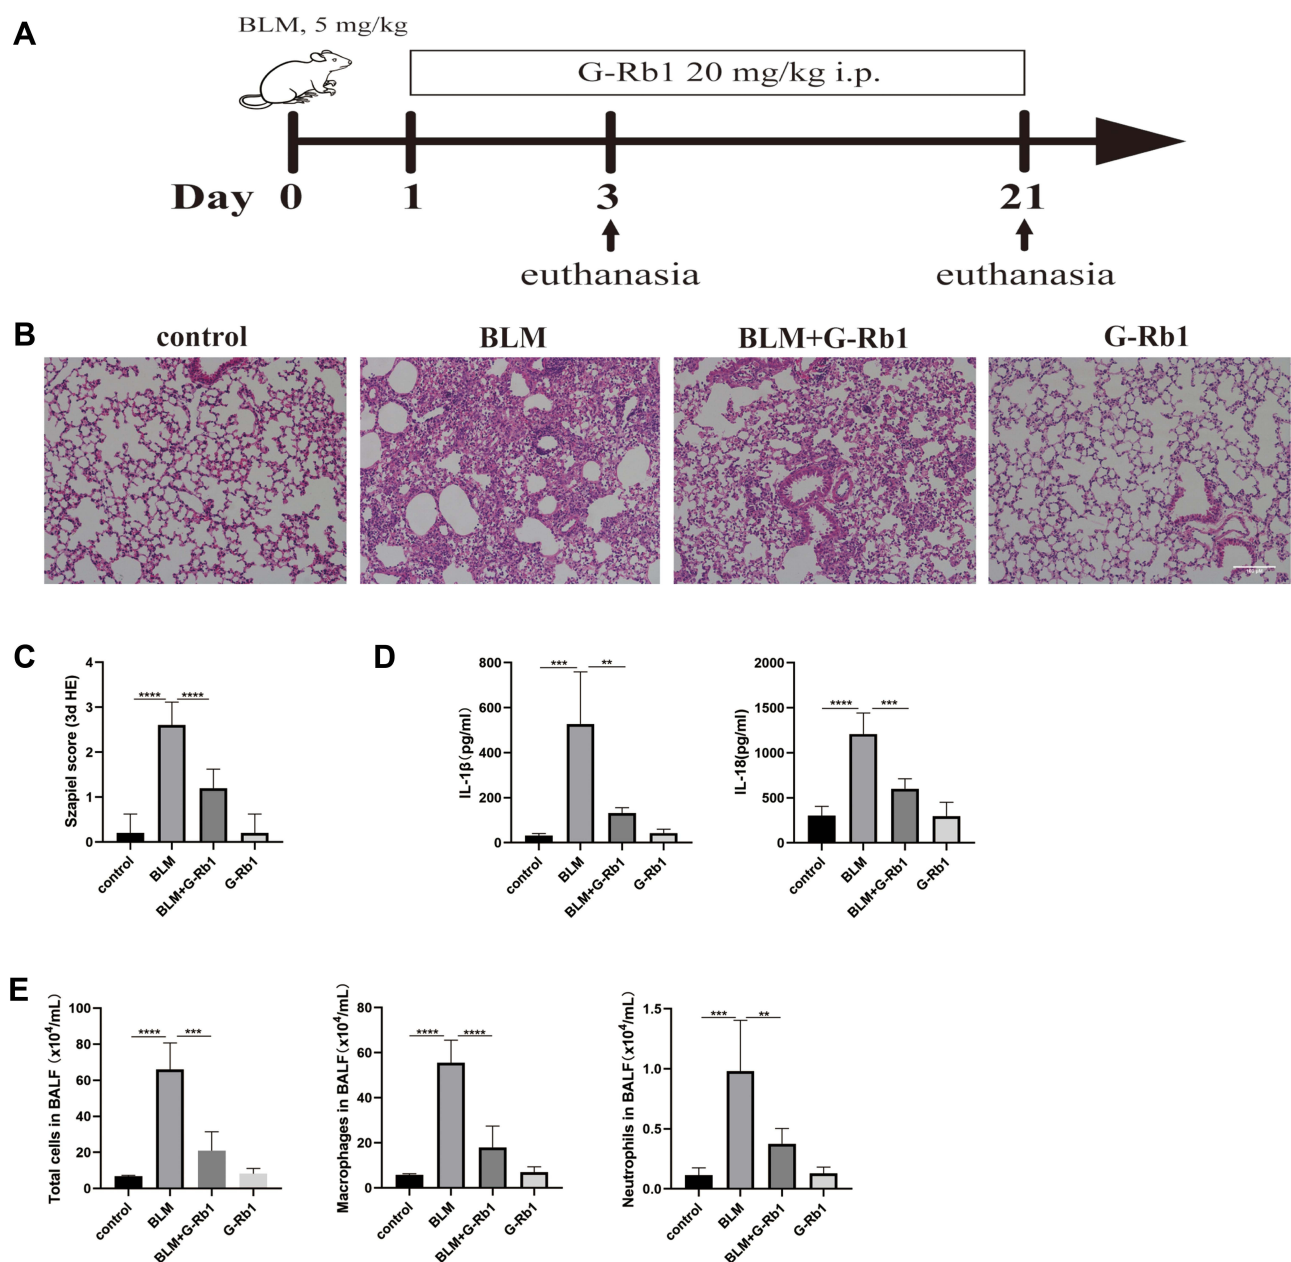 A
BLM, 5 mg/kg
G-Rb1 20 mg/kg i.p.
Day 0 1 3 21
euthanasia euthanasia
B
control BLM BLM+G-Rb1 G-Rb1
C
Szapiel score (3d HE)
4
3
2
1
0
**** ****
control BLM BLM+G-Rb1 G-Rb1
D
IL-1β(pg/ml)
800
600
400
200
0
*** **
control BLM BLM+G-Rb1 G-Rb1
IL-18(pg/ml)
2000
1500
1000
500
0
**** ***
control BLM BLM+G-Rb1 G-Rb1
E
Total cells in BALF (x10⁴/mL)
100
80
60
40
20
0
**** ***
control BLM BLM+G-Rb1 G-Rb1
Macrophages in BALF(x10⁴/mL)
80
60
40
20
0
**** ****
control BLM BLM+G-Rb1 G-Rb1
Neutrophils in BALF(x10⁴/mL)
1.5
1.0
0.5
0.0
*** **
control BLM BLM+G-Rb1 G-Rb1